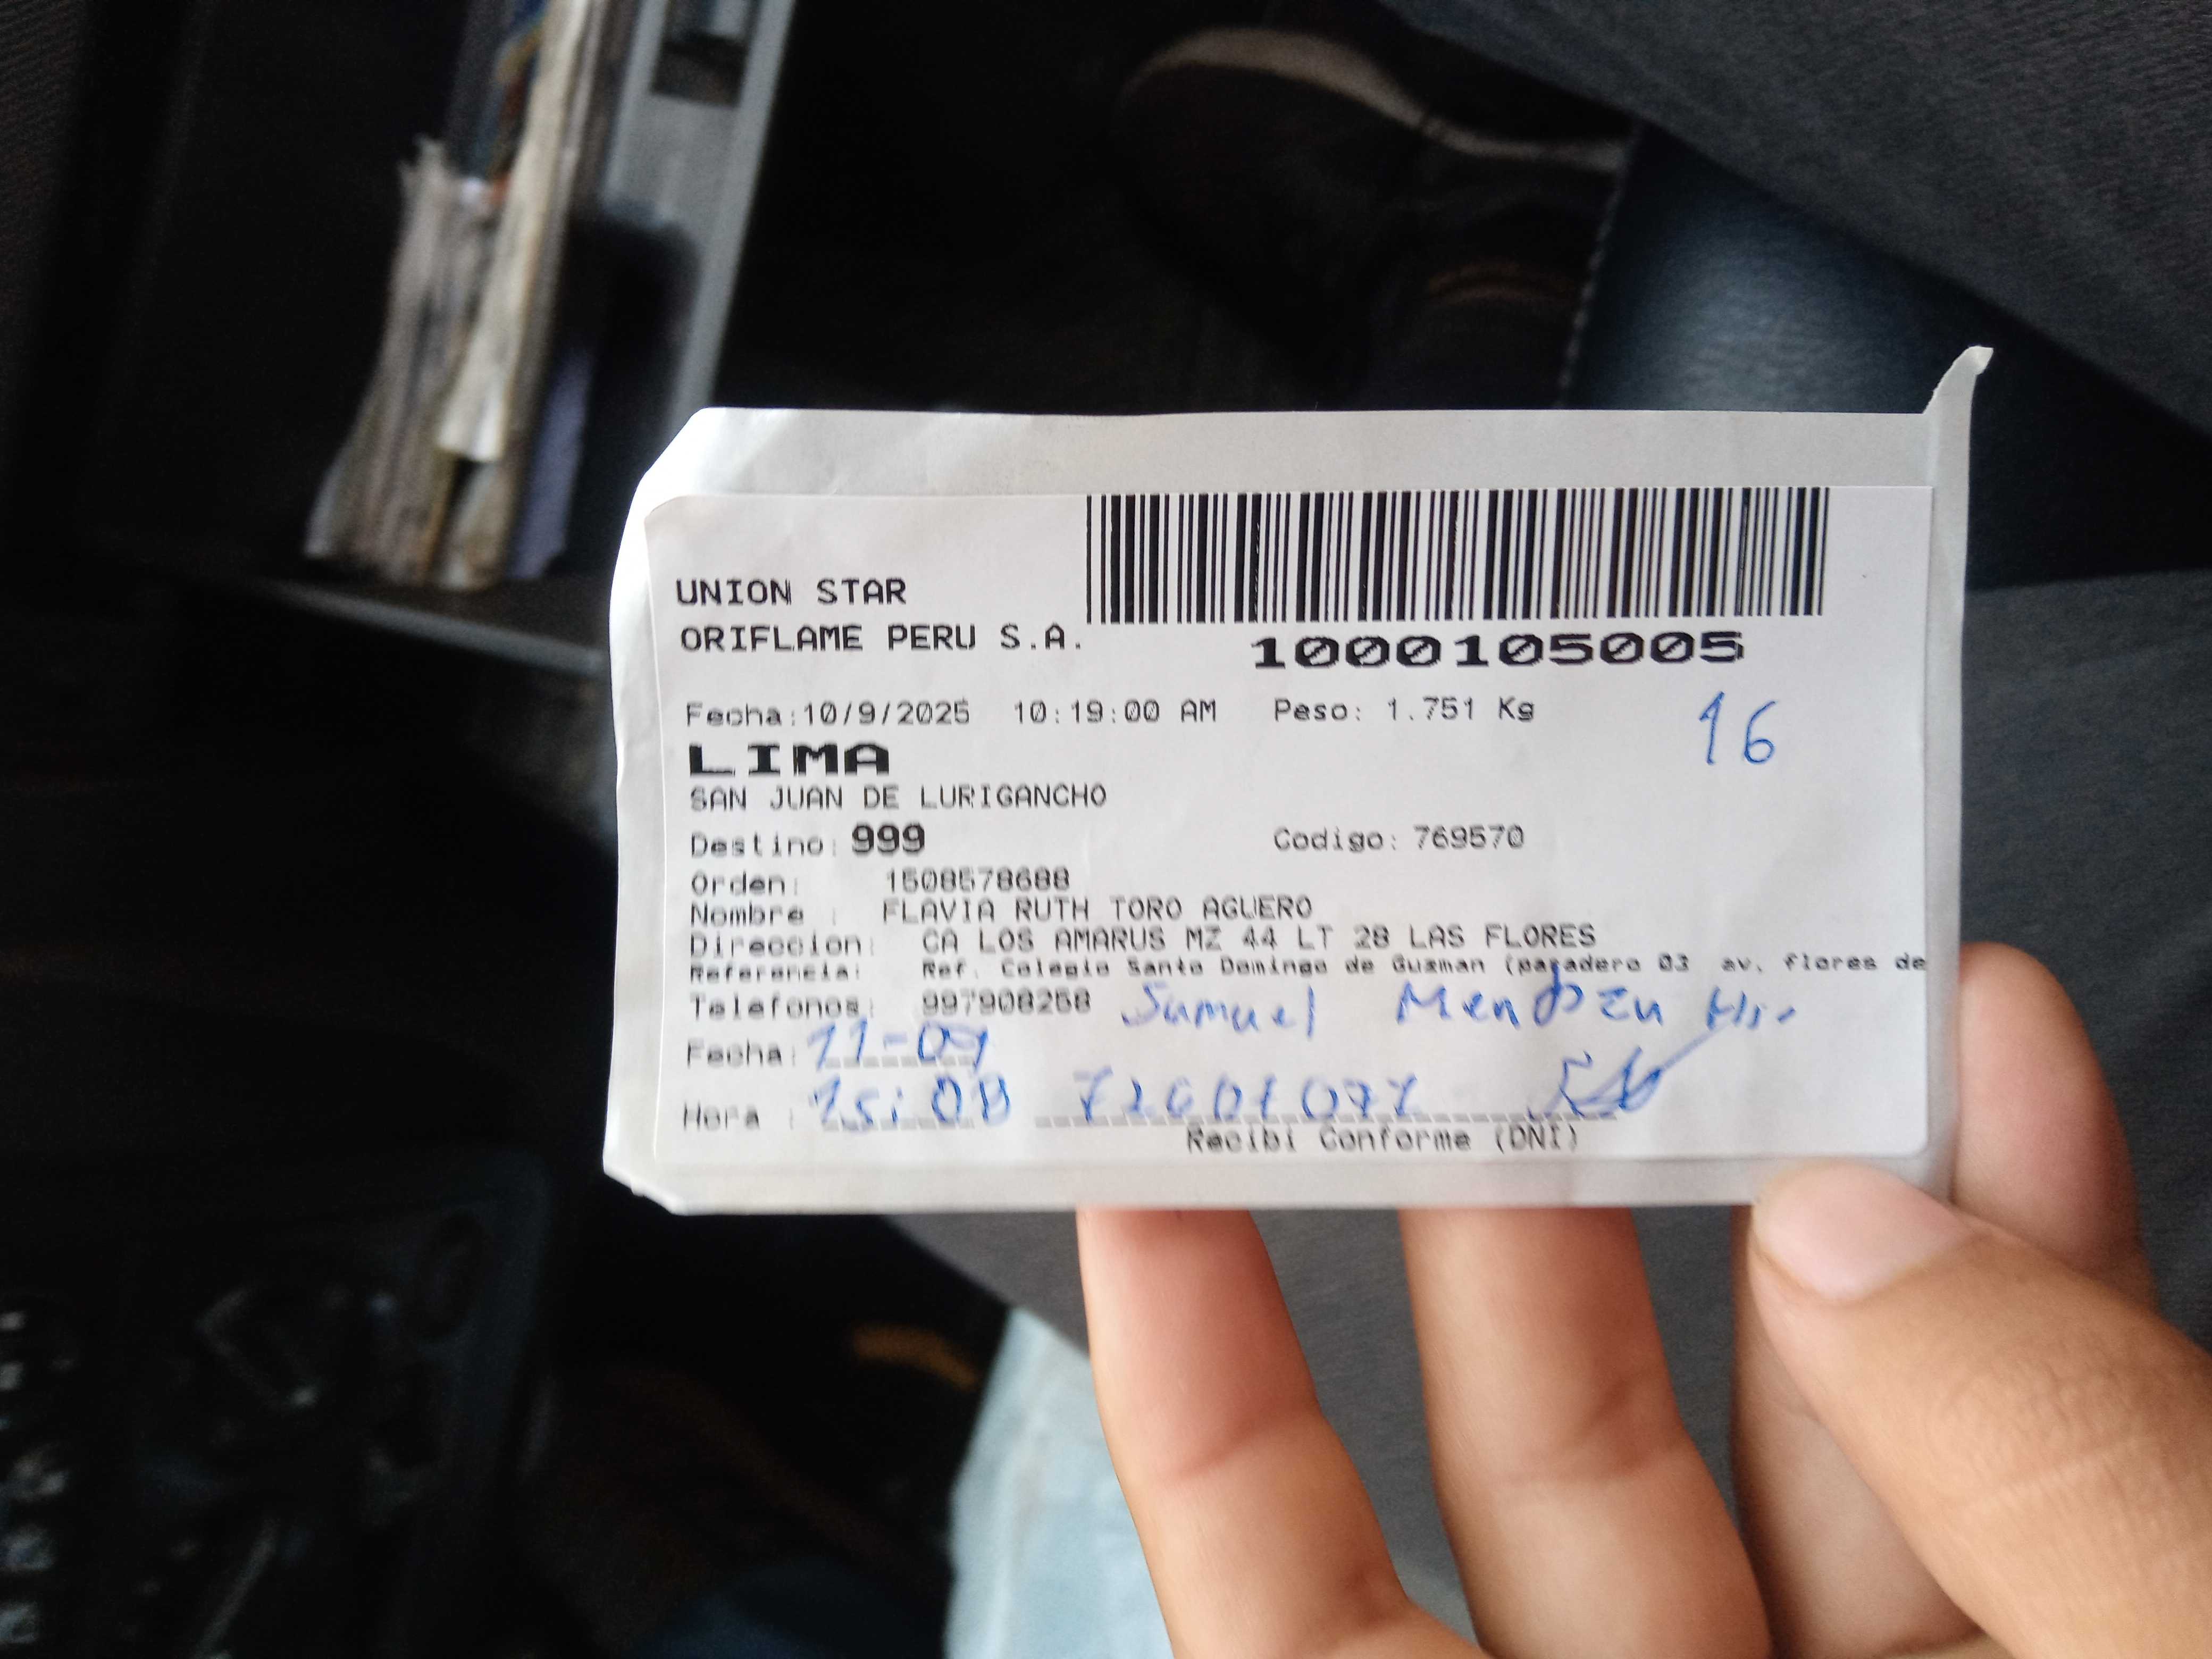 UNION STAR
ORIFLAME PERU S.A.
1000105005
Fecha:10/9/2025 10:19:00 AM Peso: 1.751 Kg
16
LIMA
SAN JUAN DE LURIGANCHO
Destino: 999 Codigo: 769570
Orden: 1508578688
Nombre : FLAVIA RUTH TORO AGUERO
Direccion: CA LOS AMARUS MZ 44 LT 28 LAS FLORES
Referencia: Ref. Colegio Santo Domingo de Guzman (paradero 03 av. flores de
Telefonos: 997908258 Samuel Mendoza
Fecha: 11-09
Hora :
Recibi Conforme (DNI)